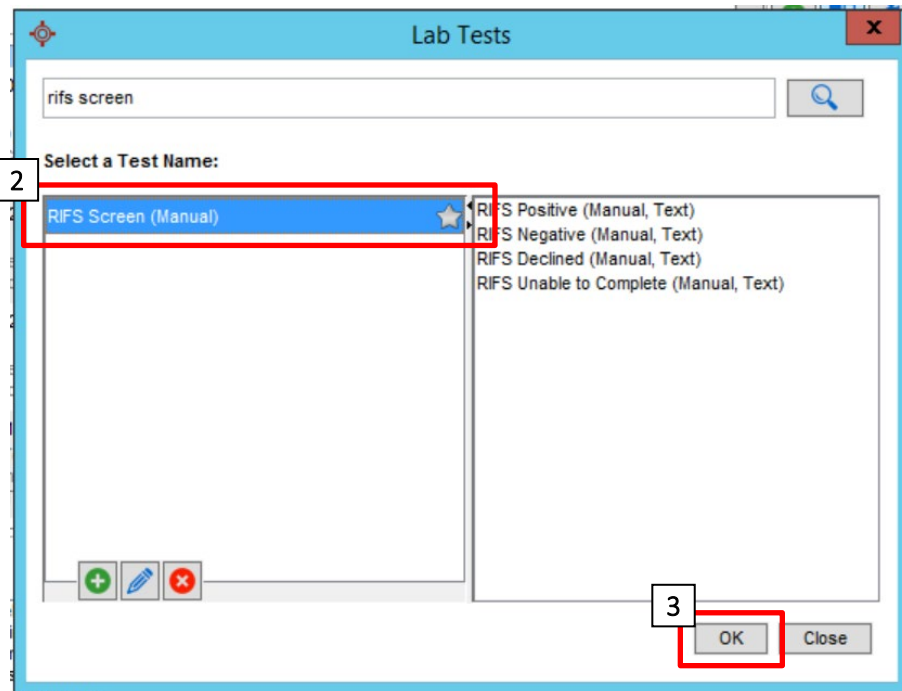 Lab Tests
x
rifs screen
Select a Test Name:
2
RIFS Screen (Manual)
RIFS Positive (Manual, Text)
RIFS Negative (Manual, Text)
RIFS Declined (Manual, Text)
RIFS Unable to Complete (Manual, Text)
3
OK
Close